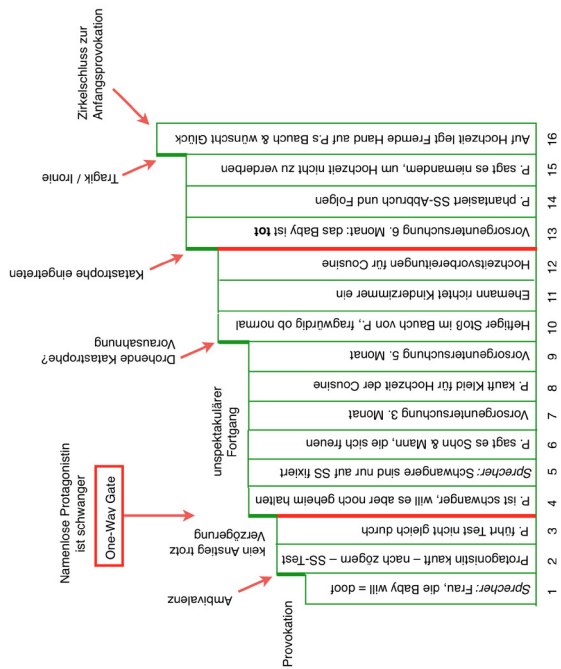 Zirkelschluss zur
Anfangsprovokation
Tragik / Ironie
Katastrophe eingetreten
Drohende Katastrophe?
Vorausahnung
unspektakulärer
Fortgang
Namenlose Protagonistin
ist schwanger
One-Way Gate
kein Anstieg trotz
Verzögerung
Ambivalenz
Provokation
1 Sprecher: Frau, die Baby will = doof
2 Protagonistin kauft – nach zögern – SS-Test
3 P. führt Test nicht gleich durch
4 P. ist schwanger, will es aber noch geheim halten
5 Sprecher: Schwangere sind nur auf SS fixiert
6 P. sagt es Sohn & Mann, die sich freuen
7 Vorsorgeuntersuchung 3. Monat
8 P. kauft Kleid für Hochzeit der Cousine
9 Vorsorgeuntersuchung 5. Monat
10 Heftiger Stoß im Bauch von P., fragwürdig ob normal
11 Ehemann richtet Kinderzimmer ein
12 Hochzeitsvorbereitungen für Cousine
13 Vorsorgeuntersuchung 6. Monat: das Baby ist tot
14 P. phantasiert SS-Abbruch und Folgen
15 P. sagt es niemandem, um Hochzeit nicht zu verderben
16 Auf Hochzeit legt Fremde Hand auf P.s Bauch & wünscht Glück